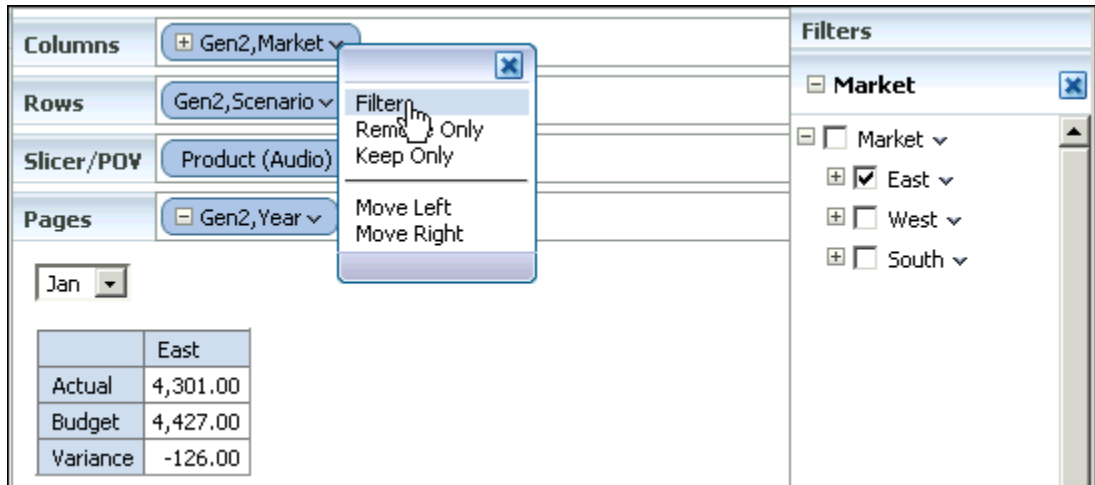 Columns
Gen2,Market
Rows
Gen2,Scenario
Slicer/POV
Product (Audio)
Pages
Gen2,Year
Filters
Only
Keep Only
Move Left
Move Right
Jan
East
Actual 4,301.00
Budget 4,427.00
Variance -126.00
Filters
Market
Market
East
West
South